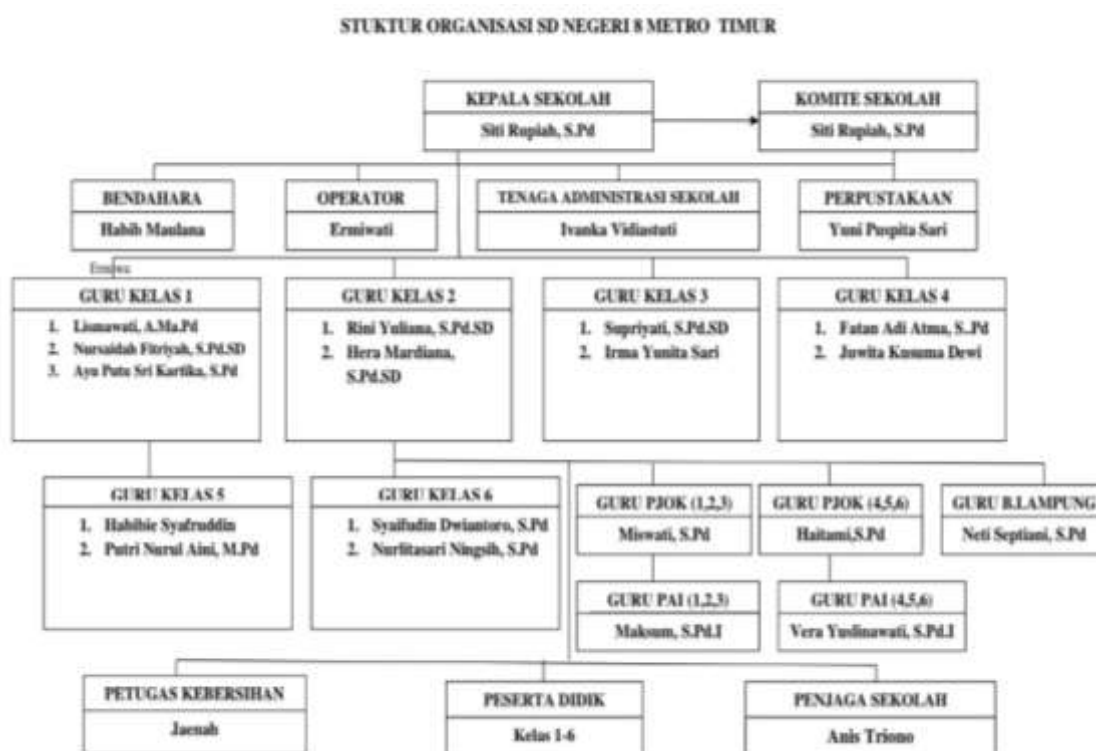 STUKTUR ORGANISASI SD NEGERI 8 METRO TIMUR
KEPALA SEKOLAH
Siti Rupiah, S.Pd
KOMITE SEKOLAH
Siti Rupiah, S.Pd
BENDAHARA
Habib Maulana
OPERATOR
Ermiwati
TENAGA ADMINISTRASI SEKOLAH
Ivanka Vidiastuti
PERPUSTAKAAN
Yuni Puspita Sari
GURU KELAS 1
1. Lisnawati, A.Ma.Pd
2. Nursaidah Fitriyah, S.Pd.SD
3. Ayu Putu Sri Kartika, S.Pd
GURU KELAS 2
1. Rini Yuliana, S.Pd.SD
2. Hera Mardiana,
S.Pd.SD
GURU KELAS 3
1. Supriyati, S.Pd.SD
2. Irma Yunita Sari
GURU KELAS 4
1. Fatan Adi Atma, S..Pd
2. Juwita Kusuma Dewi
GURU KELAS 5
1. Habibie Syafruddin
2. Putri Nurul Aini, M.Pd
GURU KELAS 6
1. Syaifudin Dwiantoro, S.Pd
2. Nurlitasari Ningsih, S.Pd
GURU PJOK (1,2,3)
Miswati, S.Pd
GURU PJOK (4,5,6)
Haitami,S.Pd
GURU B.LAMPUNG
Neti Septiani, S.Pd
GURU PAI (1,2,3)
Maksum, S.Pd.I
GURU PAI (4,5,6)
Vera Yuslinawati, S.Pd.I
PETUGAS KEBERSIHAN
Jaenah
PESERTA DIDIK
Kelas 1-6
PENJAGA SEKOLAH
Anis Triono